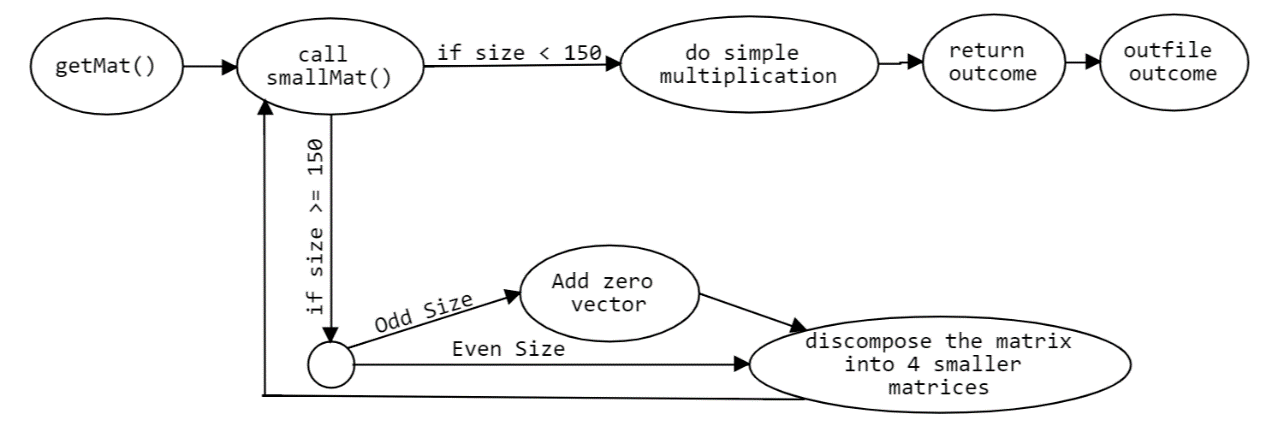 getMat()
call
smallMat()
if size < 150
do simple
multiplication
return
outcome
outfile
outcome
if size >= 150
Odd Size
Add zero
vector
Even Size
discompose the matrix
into 4 smaller
matrices